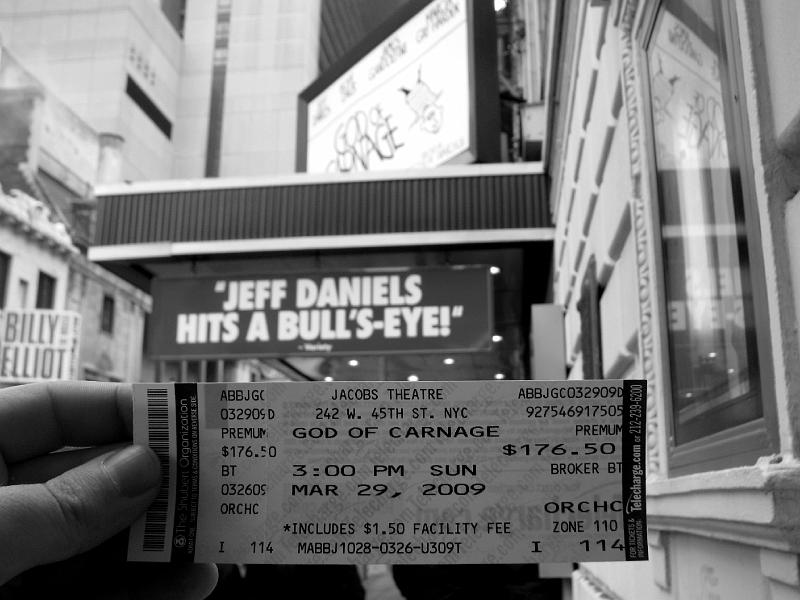 GOD OF
CARNAGE
"JEFF DANIELS
HITS A BULL'S-EYE!"
- Variety
BILLY
ELLIOT
The Shubert Organization
ABBJGC
032909D
PREMUM
$176.50
BT
032609
ORCHC
I 114
JACOBS THEATRE
242 W. 45TH ST. NYC
GOD OF CARNAGE
3:00 PM SUN
MAR 29, 2009
*INCLUDES $1.50 FACILITY FEE
MABBJ1028-0326-U309T
ABBJGC032909D
927546917505
PREMUM
$176.50
BROKER BT
ORCHC
ZONE 110
I 114
FOR TICKETS &
Telecharge.com or 212-239-6200